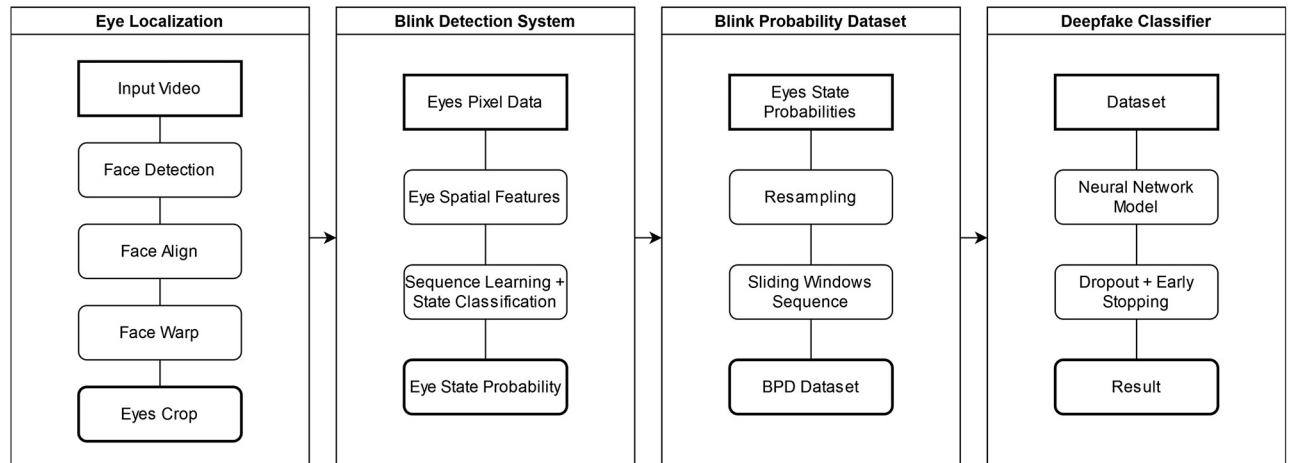 Eye Localization
Input Video
Face Detection
Face Align
Face Warp
Eyes Crop
Blink Detection System
Eyes Pixel Data
Eye Spatial Features
Sequence Learning +
State Classification
Eye State Probability
Blink Probability Dataset
Eyes State
Probabilities
Resampling
Sliding Windows
Sequence
BPD Dataset
Deepfake Classifier
Dataset
Neural Network
Model
Dropout + Early
Stopping
Result